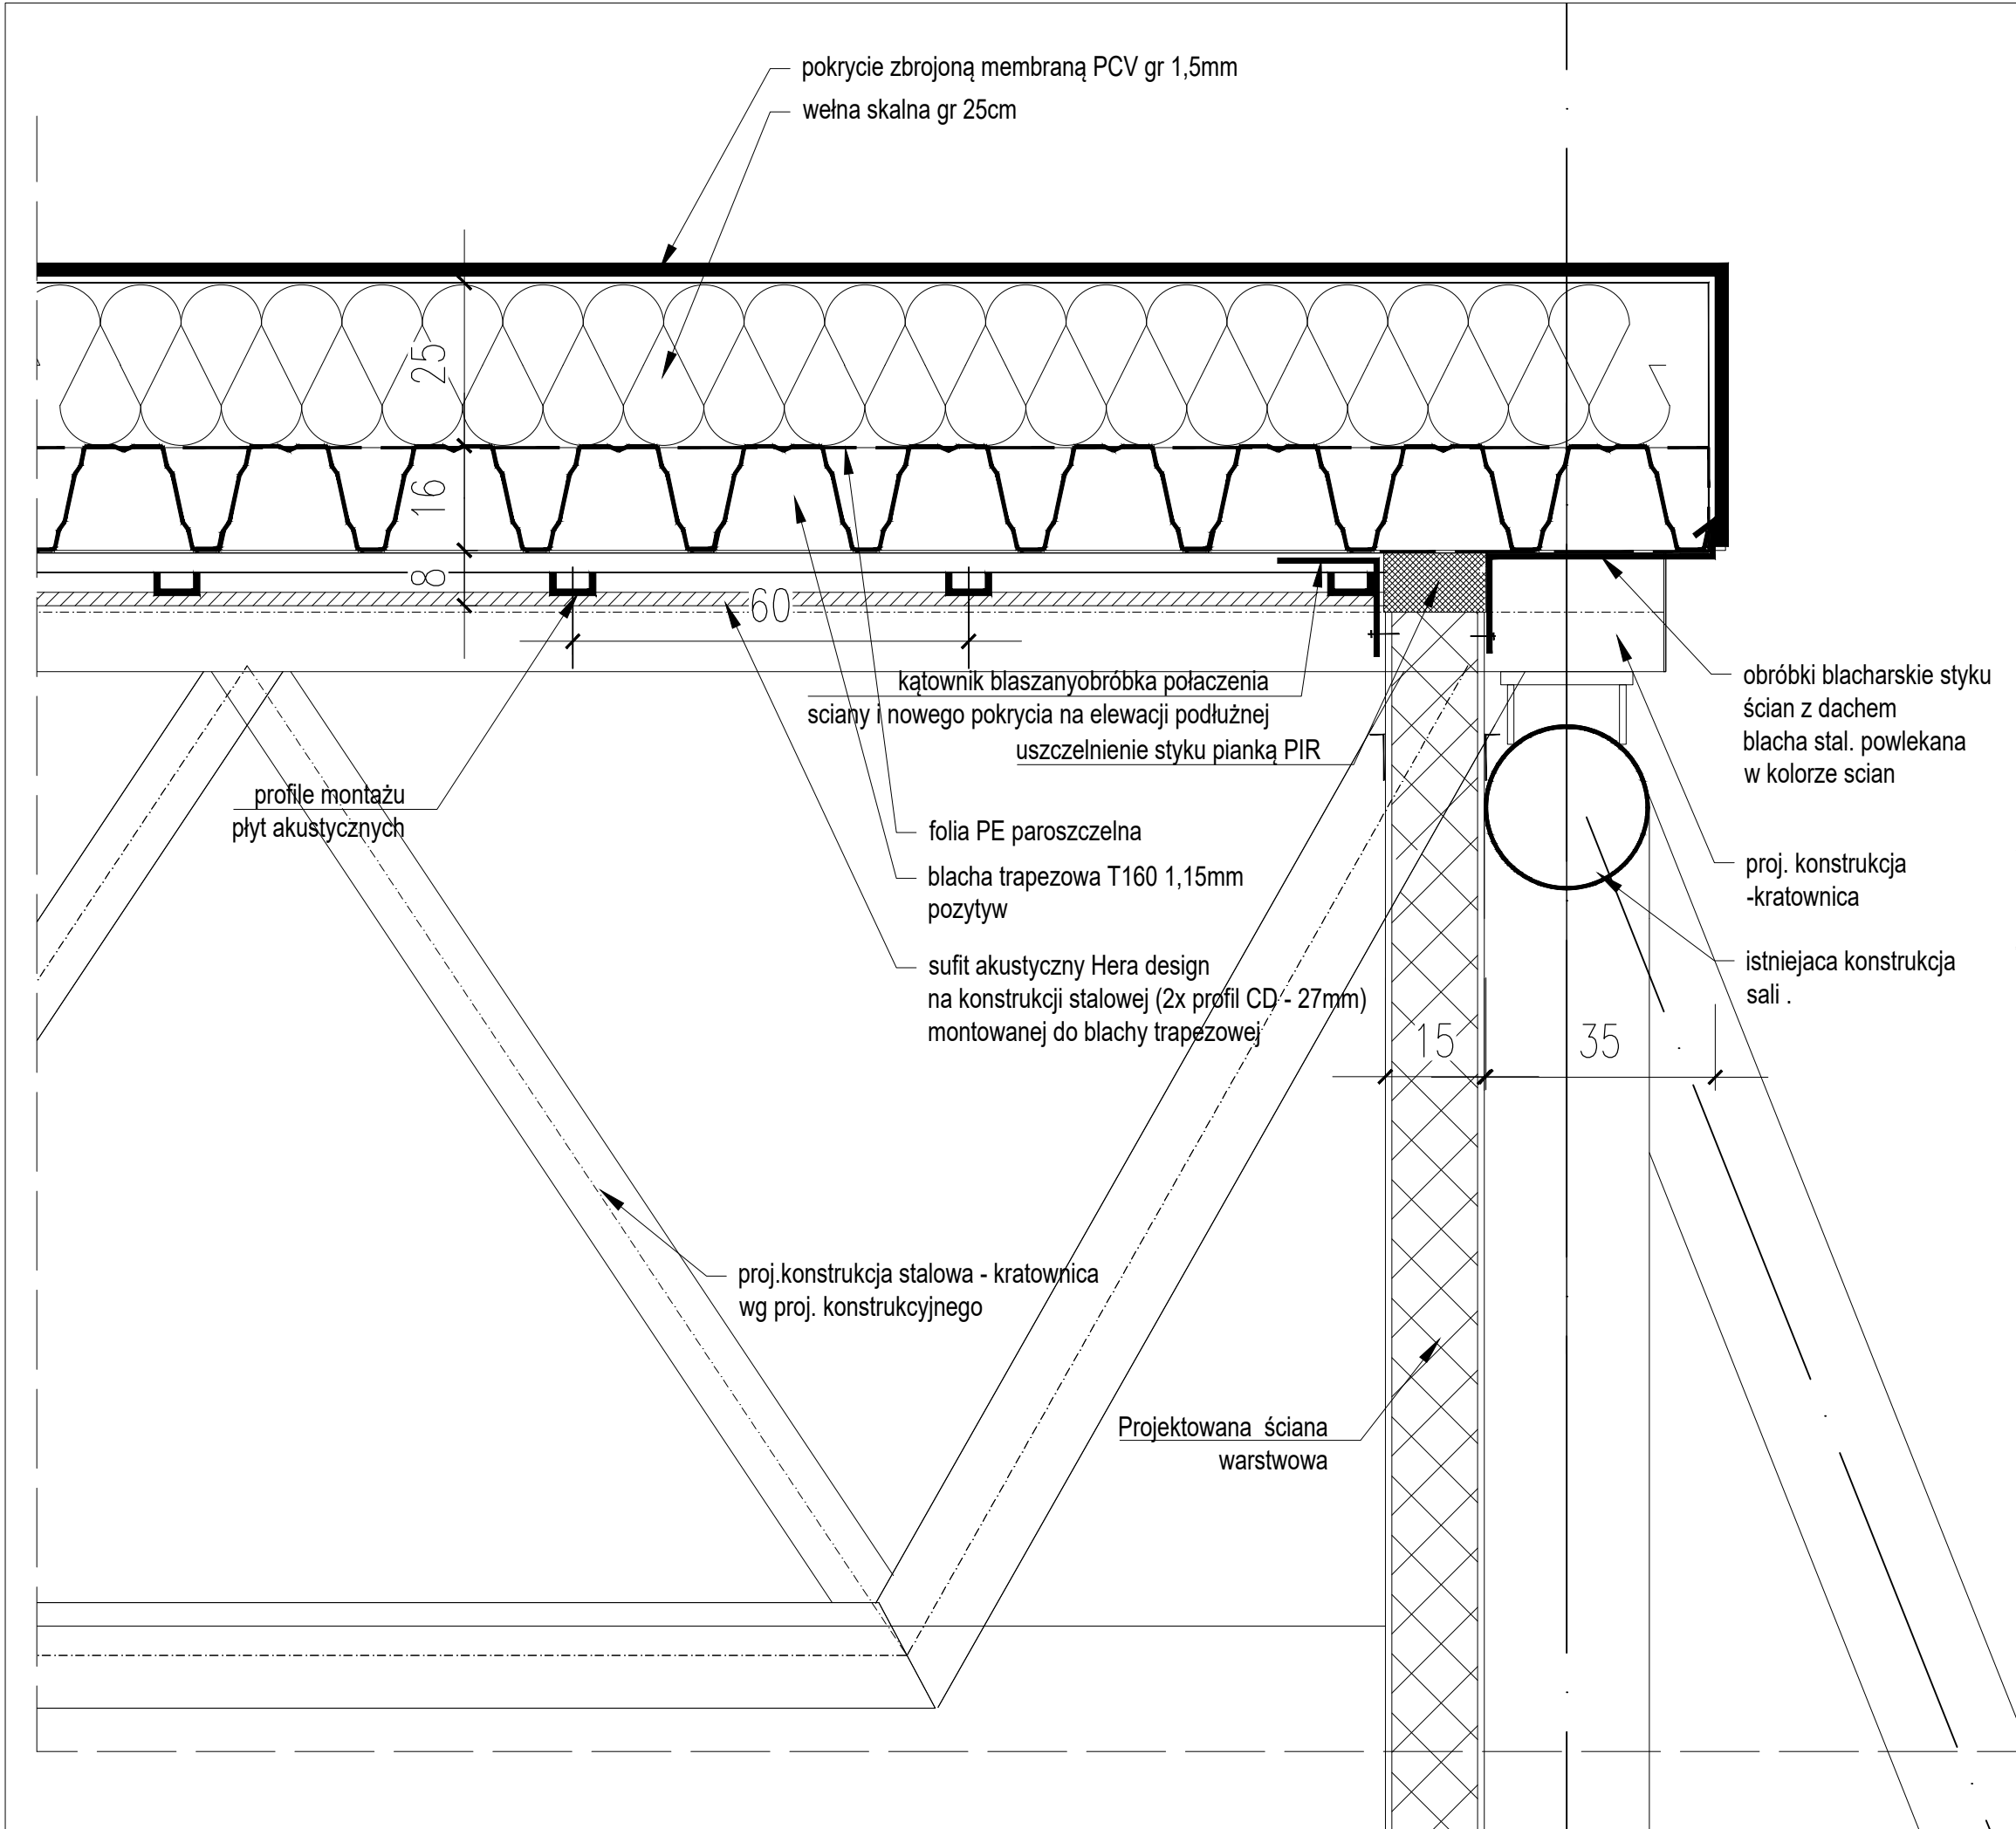 pokrycie zbrojoną membraną PCV gr 1,5mm
wełna skalna gr 25cm
25
16
8
60
kątownik blaszanyobróbka połaczenia
sciany i nowego pokrycia na elewacji podłużnej
uszczelnienie styku pianką PIR
obróbki blacharskie styku
ścian z dachem
blacha stal. powlekana
w kolorze scian
profile montażu
płyt akustycznych
folia PE paroszczelna
blacha trapezowa T160 1,15mm
pozytyw
proj. konstrukcja
-kratownica
sufit akustyczny Hera design
na konstrukcji stalowej (2x profil CD - 27mm)
montowanej do blachy trapezowej
istniejaca konstrukcja
sali .
15
35
proj.konstrukcja stalowa - kratownica
wg proj. konstrukcyjnego
Projektowana ściana
warstwowa